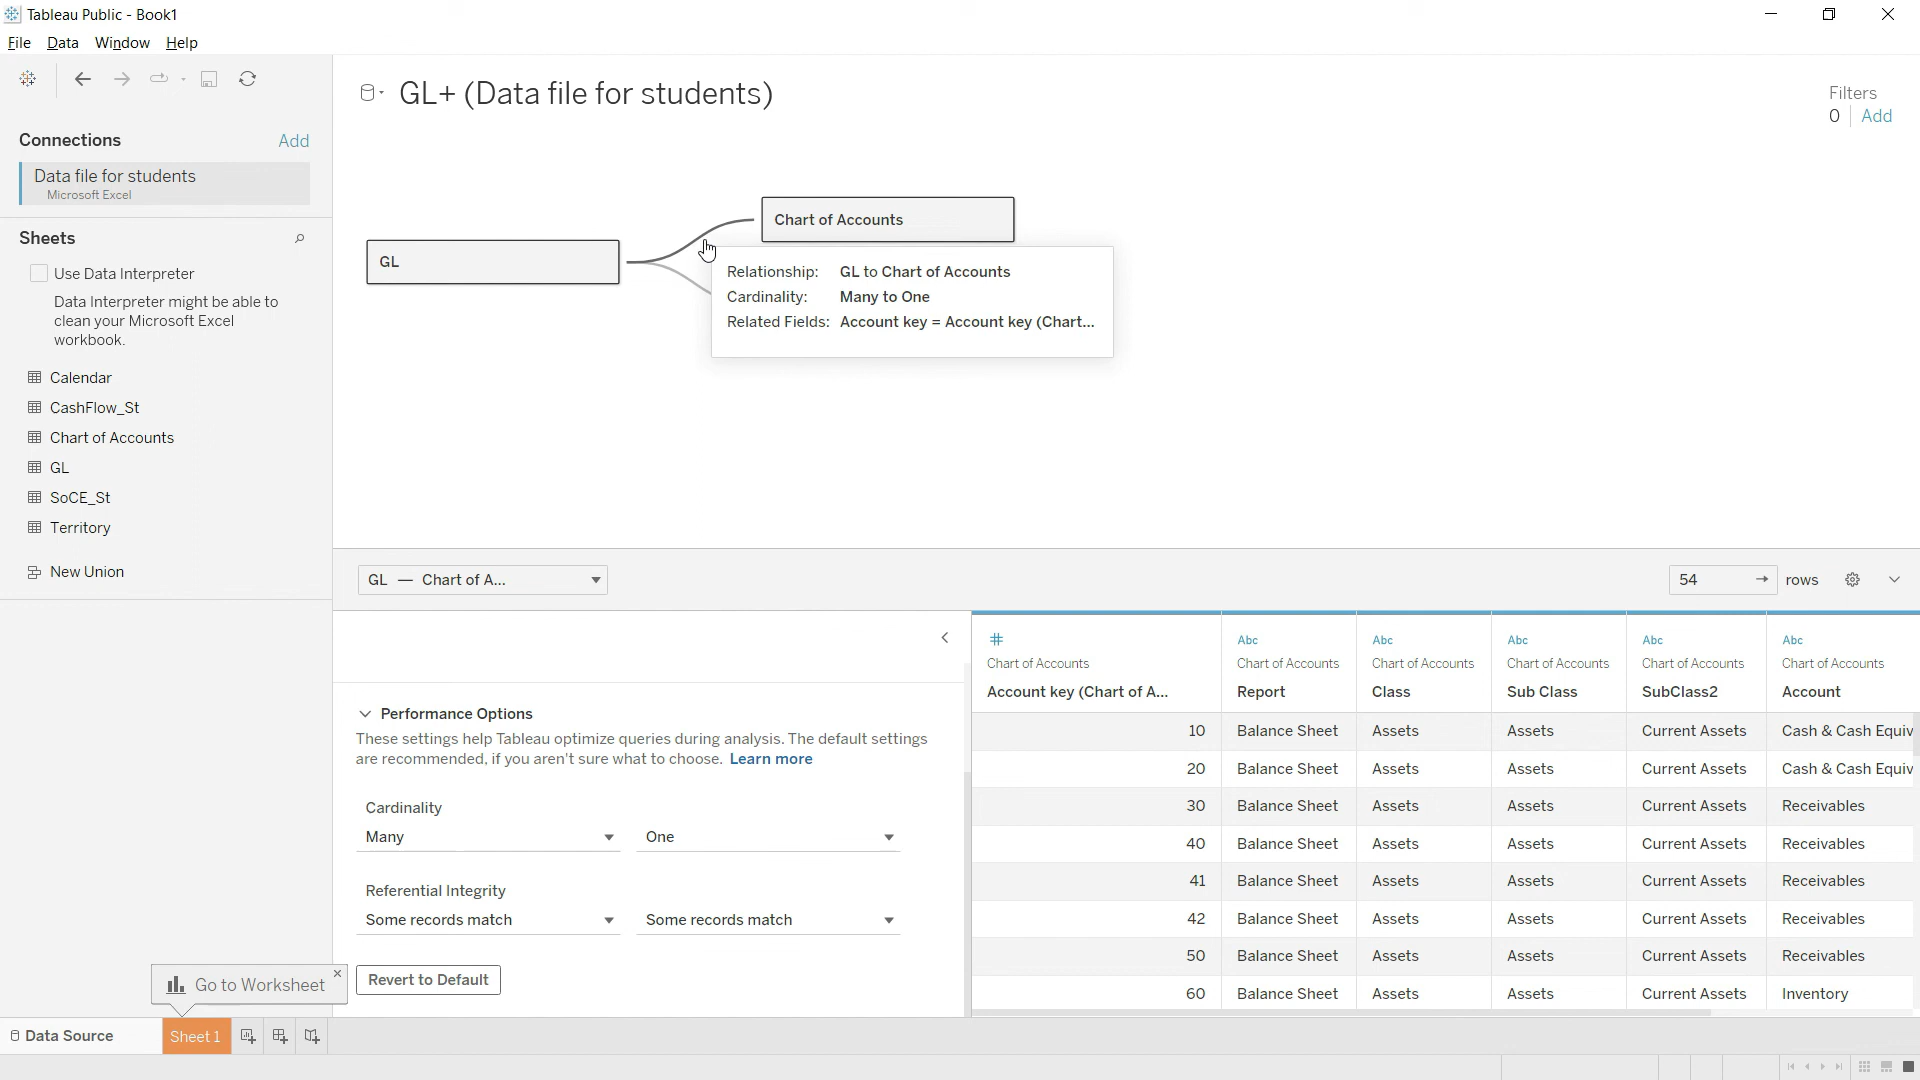 Tableau Public - Book1
File Data Window Help
Connections Add
Data file for students
Microsoft Excel
Sheets
Use Data Interpreter
Data Interpreter might be able to
clean your Microsoft Excel
workbook.
Calendar
CashFlow_St
Chart of Accounts
GL
SoCE_St
Territory
New Union
GL+ (Data file for students)
Filters
0 Add
GL
Chart of Accounts
Relationship: GL to Chart of Accounts
Cardinality: Many to One
Related Fields: Account key = Account key (Chart...
GL — Chart of A...
54 → rows
Performance Options
These settings help Tableau optimize queries during analysis. The default settings
are recommended, if you aren't sure what to choose. Learn more
Cardinality
Many One
Referential Integrity
Some records match Some records match
Revert to Default
# Abc Abc Abc Abc Abc
Chart of Accounts Chart of Accounts Chart of Accounts Chart of Accounts Chart of Accounts Chart of Accounts
Account key (Chart of A... Report Class Sub Class SubClass2 Account
10 Balance Sheet Assets Assets Current Assets Cash & Cash Equiv
20 Balance Sheet Assets Assets Current Assets Cash & Cash Equiv
30 Balance Sheet Assets Assets Current Assets Receivables
40 Balance Sheet Assets Assets Current Assets Receivables
41 Balance Sheet Assets Assets Current Assets Receivables
42 Balance Sheet Assets Assets Current Assets Receivables
50 Balance Sheet Assets Assets Current Assets Receivables
60 Balance Sheet Assets Assets Current Assets Inventory
Go to Worksheet
Data Source Sheet 1